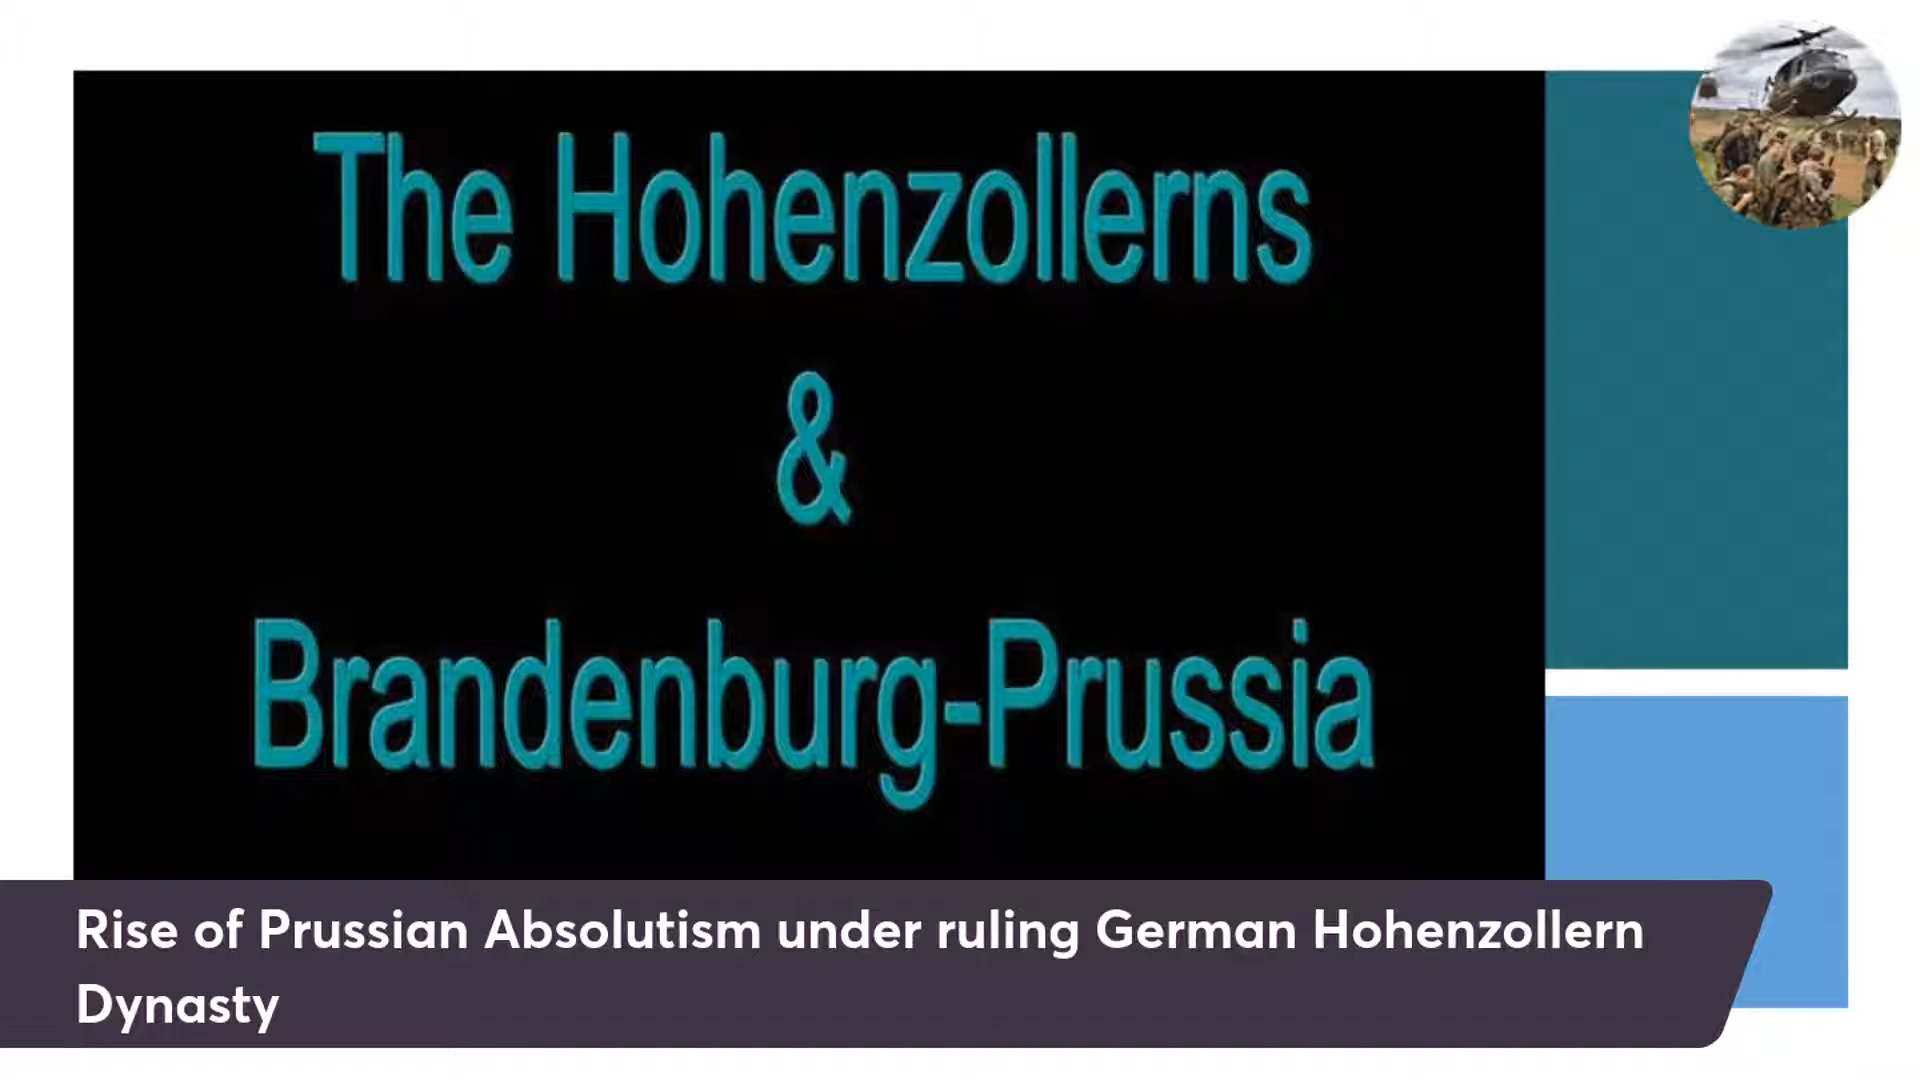 The Hohenzollerns
&
Brandenburg-Prussia
Rise of Prussian Absolutism under ruling German Hohenzollern
Dynasty